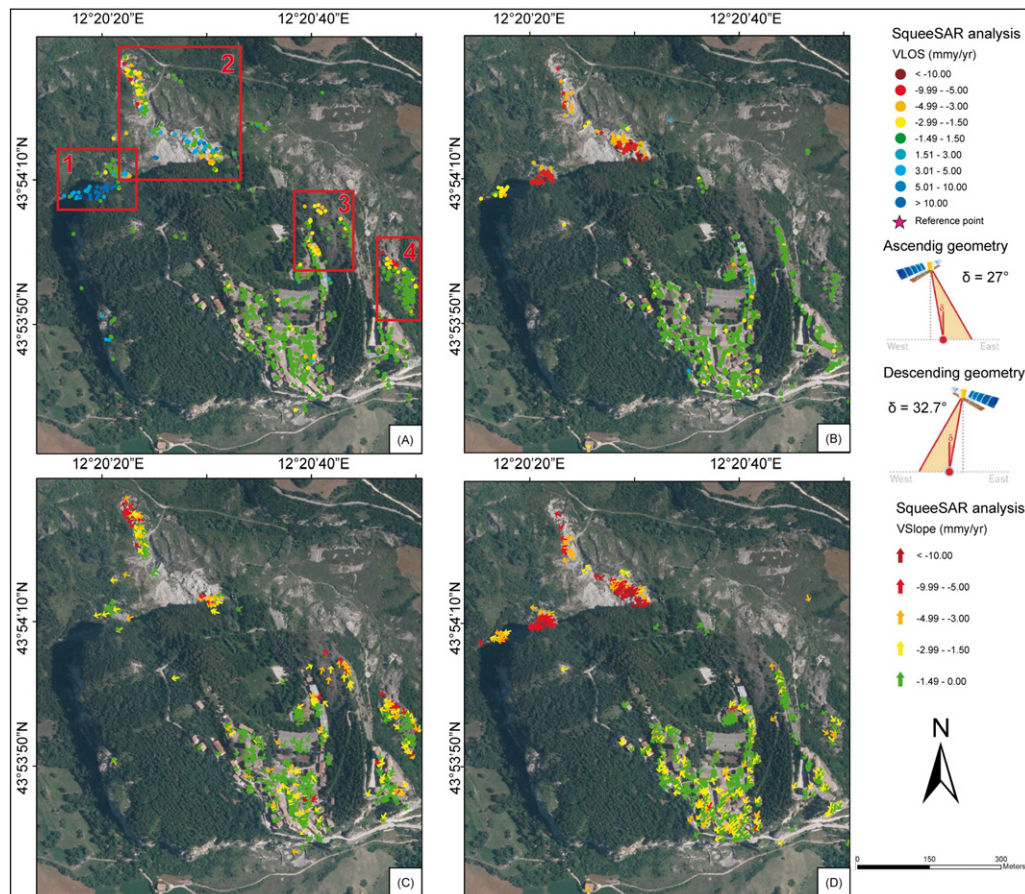 12°20'20"E
12°20'40"E
12°20'20"E
12°20'40"E
43°54'10"N
43°53'50"N
1
2
3
4
(A)
(B)
SqueeSAR analysis
VLOS (mmy/yr)
< -10.00
-9.99 - -5.00
-4.99 - -3.00
-2.99 - -1.50
-1.49 - 1.50
1.51 - 3.00
3.01 - 5.00
5.01 - 10.00
> 10.00
Reference point
Ascendig geometry
δ = 27°
δ
West
East
Descending geometry
δ = 32.7°
δ
West
East
12°20'20"E
12°20'40"E
12°20'20"E
12°20'40"E
43°54'10"N
43°53'50"N
43°54'10"N
43°53'50"N
43°54'10"N
43°53'50"N
(C)
(D)
SqueeSAR analysis
VSlope (mmy/yr)
< -10.00
-9.99 - -5.00
-4.99 - -3.00
-2.99 - -1.50
-1.49 - 0.00
N
0
150
300
Meters